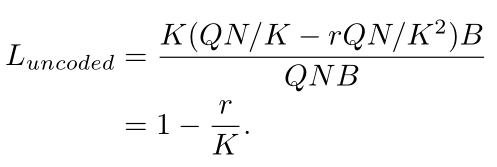 L_{uncoded} = \frac{K(QN/K - rQN/K^2)B}{QNB}
= 1 - \frac{r}{K}.